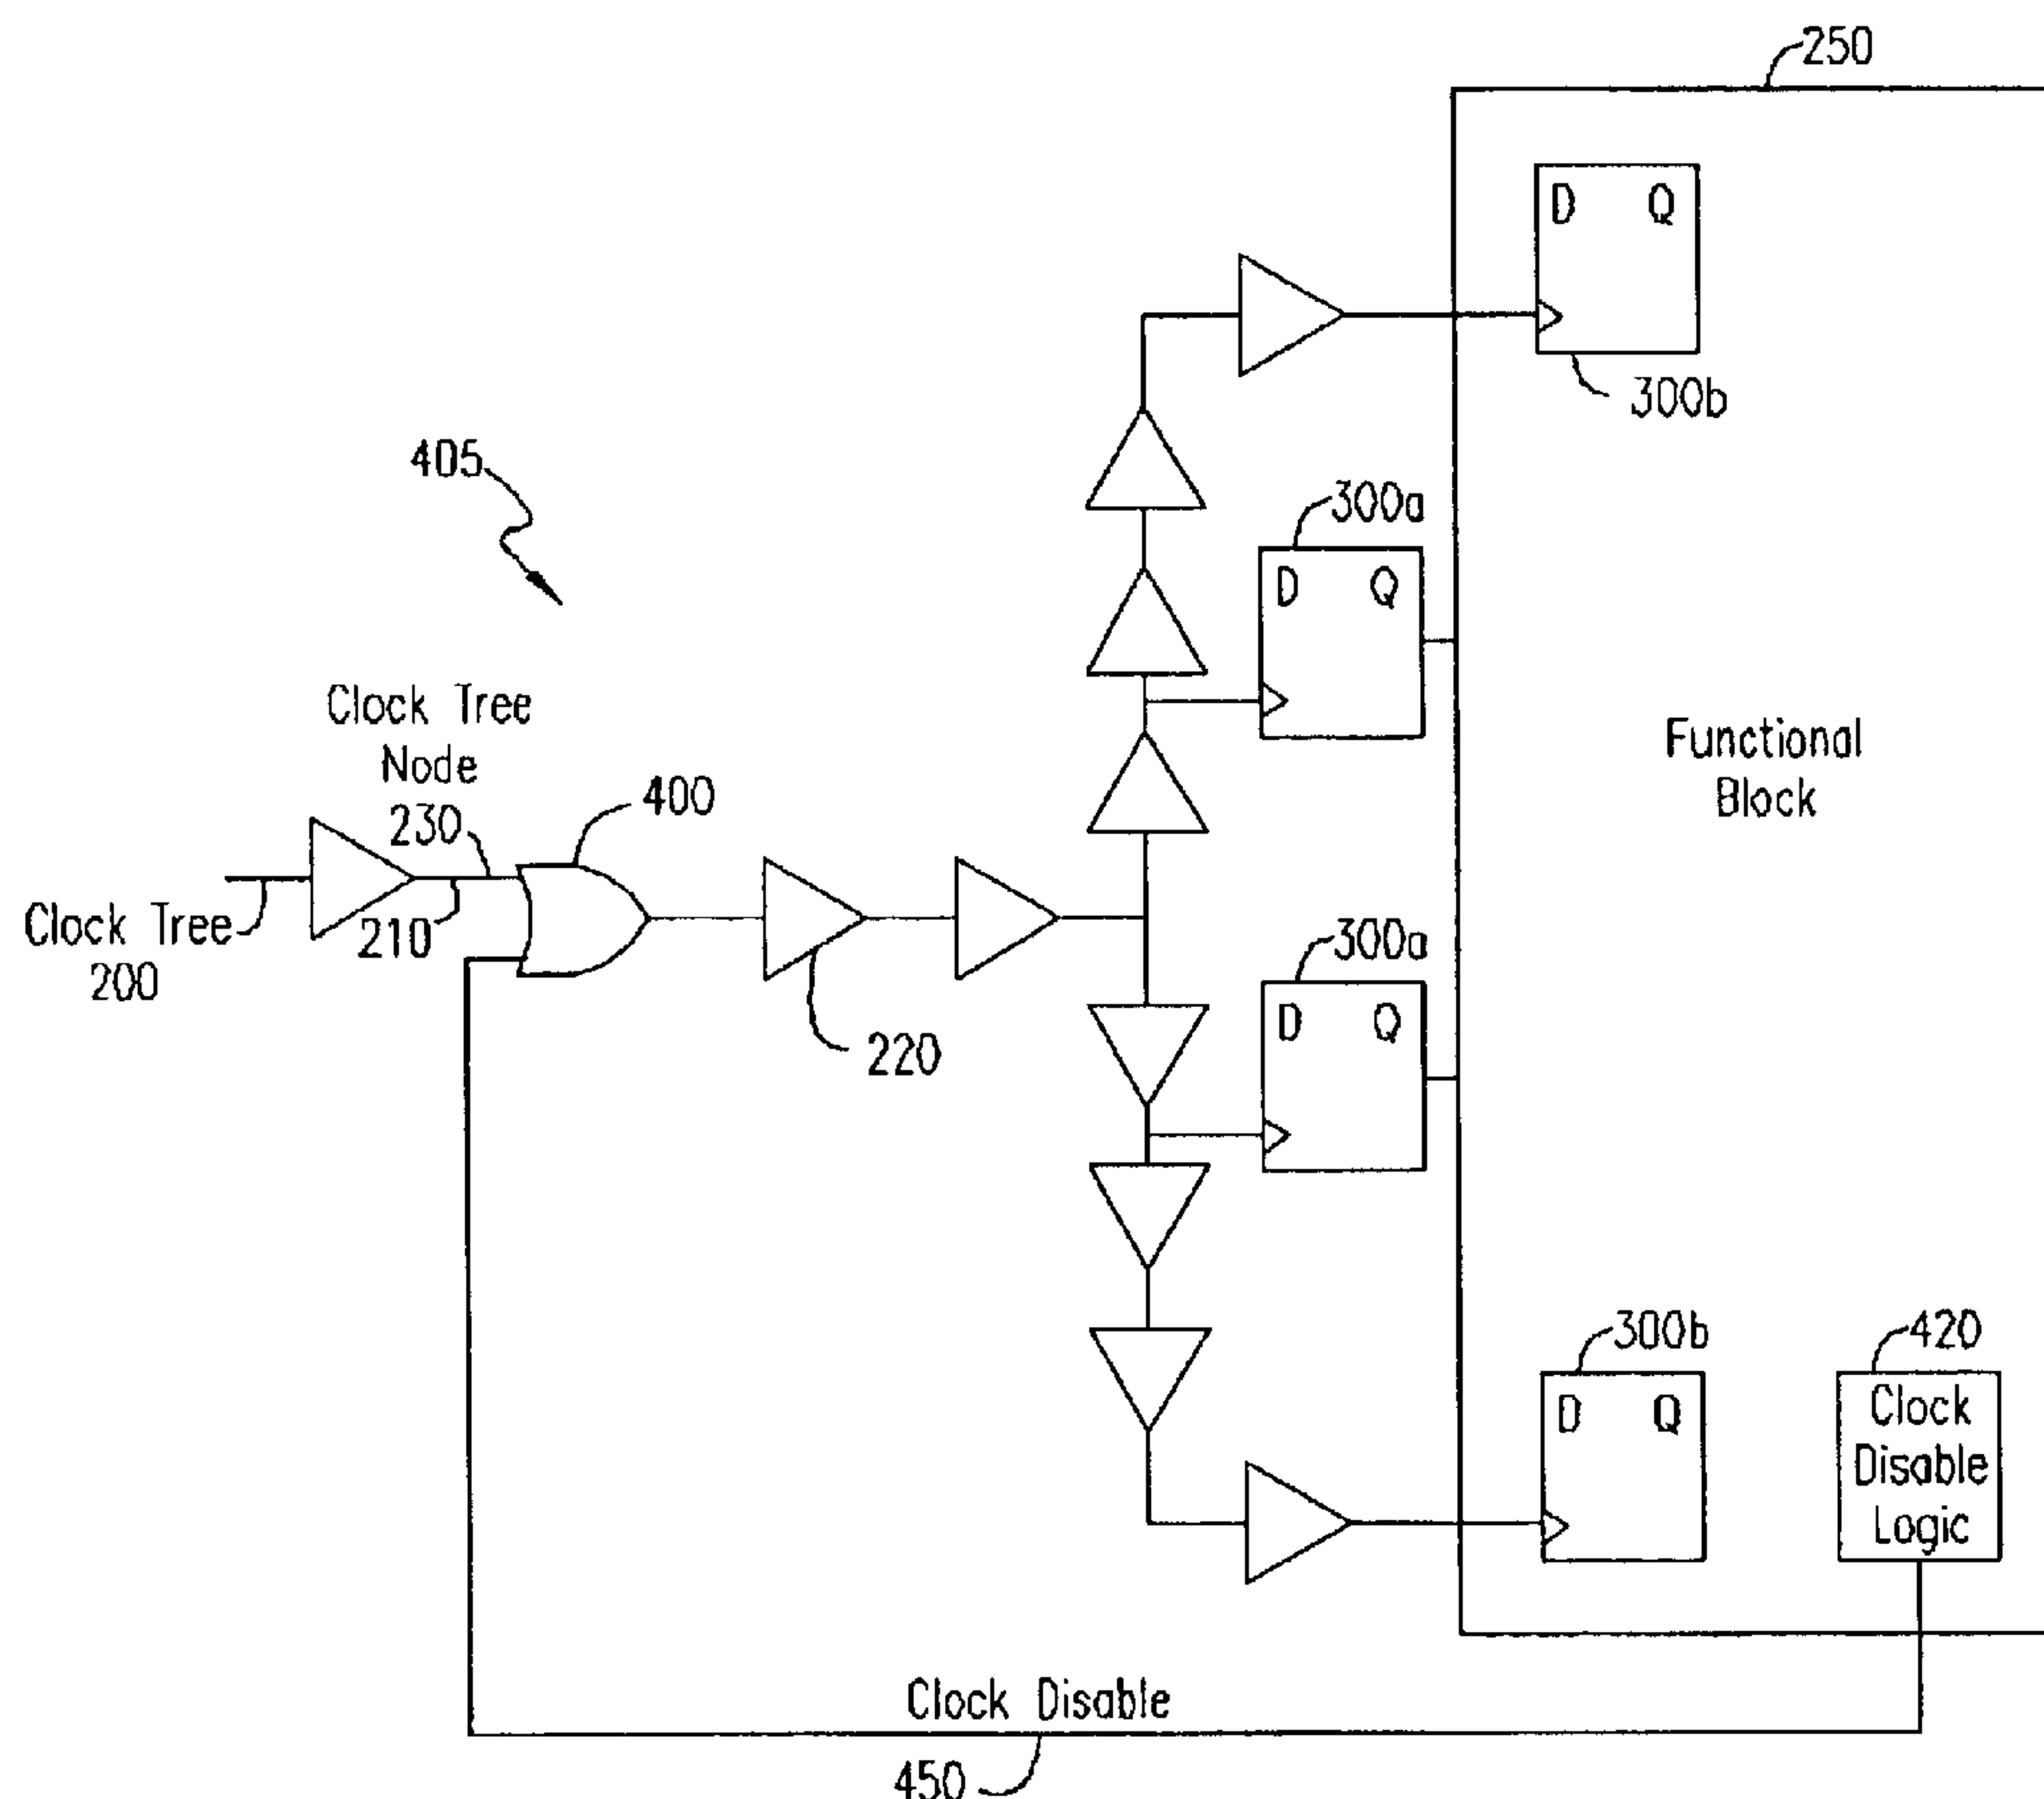 250
D Q
300b
405
300a
D Q
Clock Tree
Node
230
400
Functional
Block
Clock Tree
200
210
220
300a
D Q
300b
D Q
420
Clock
Disable
Logic
Clock Disable
450